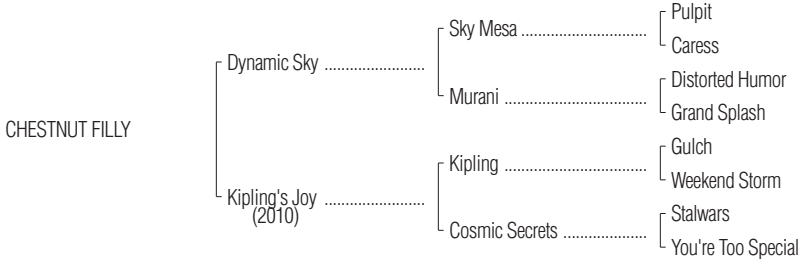 Pulpit
Sky Mesa ..............................
Caress
Dynamic Sky ........................
Distorted Humor
Murani ..................................
Grand Splash
CHESTNUT FILLY
Gulch
Kipling ..................................
Weekend Storm
Kipling's Joy ........................
(2010)
Stalwars
Cosmic Secrets ....................
You're Too Special